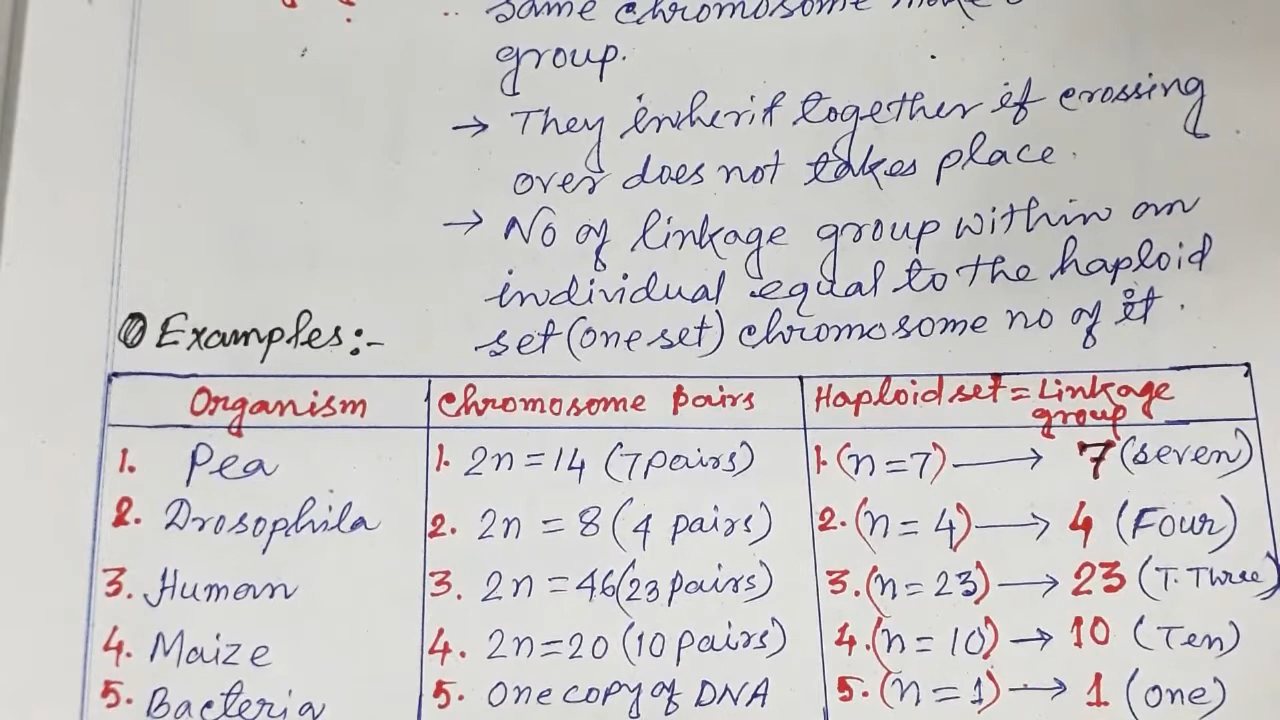 same chromosome
group.
→ They inherit together if crossing
over does not takes place.
→ No of linkage group within an
individual equal to the haploid
set (one set) chromosome no of it.
Examples:-
Organism Chromosome pairs Haploid set = Linkage group
1. Pea 1. 2n = 14 (7 pairs) 1. (n = 7) → 7 (seven)
2. Drosophila 2. 2n = 8 (4 pairs) 2. (n = 4) → 4 (Four)
3. Human 3. 2n = 46 (23 pairs) 3. (n = 23) → 23 (T. Three)
4. Maize 4. 2n = 20 (10 pairs) 4. (n = 10) → 10 (Ten)
5. Bacteria 5. One copy of DNA 5. (n = 1) → 1 (one)